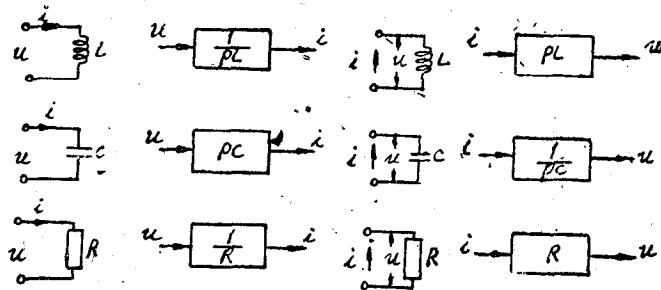 i u L u 1/pL i i u L i pL u
i u C u pC i i u C i 1/pC u
i u R u 1/R i i u R i R u